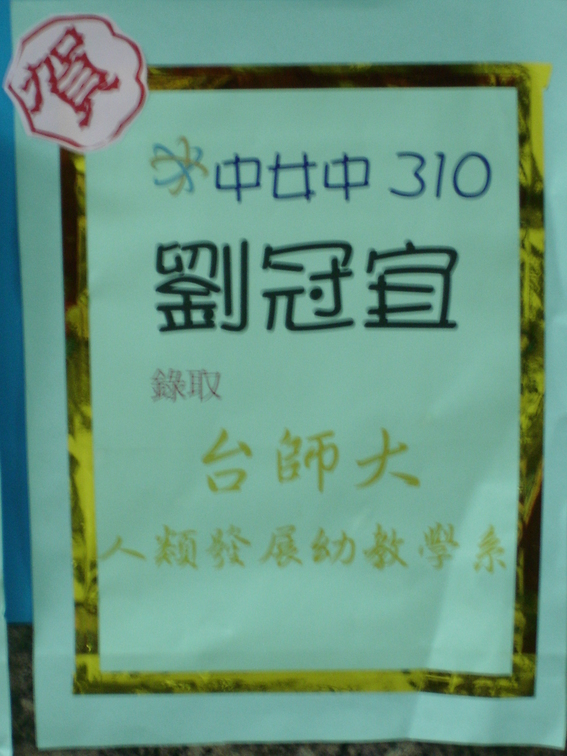 賀
中女中 310
劉冠宜
錄取
台師大
人類發展幼教學系